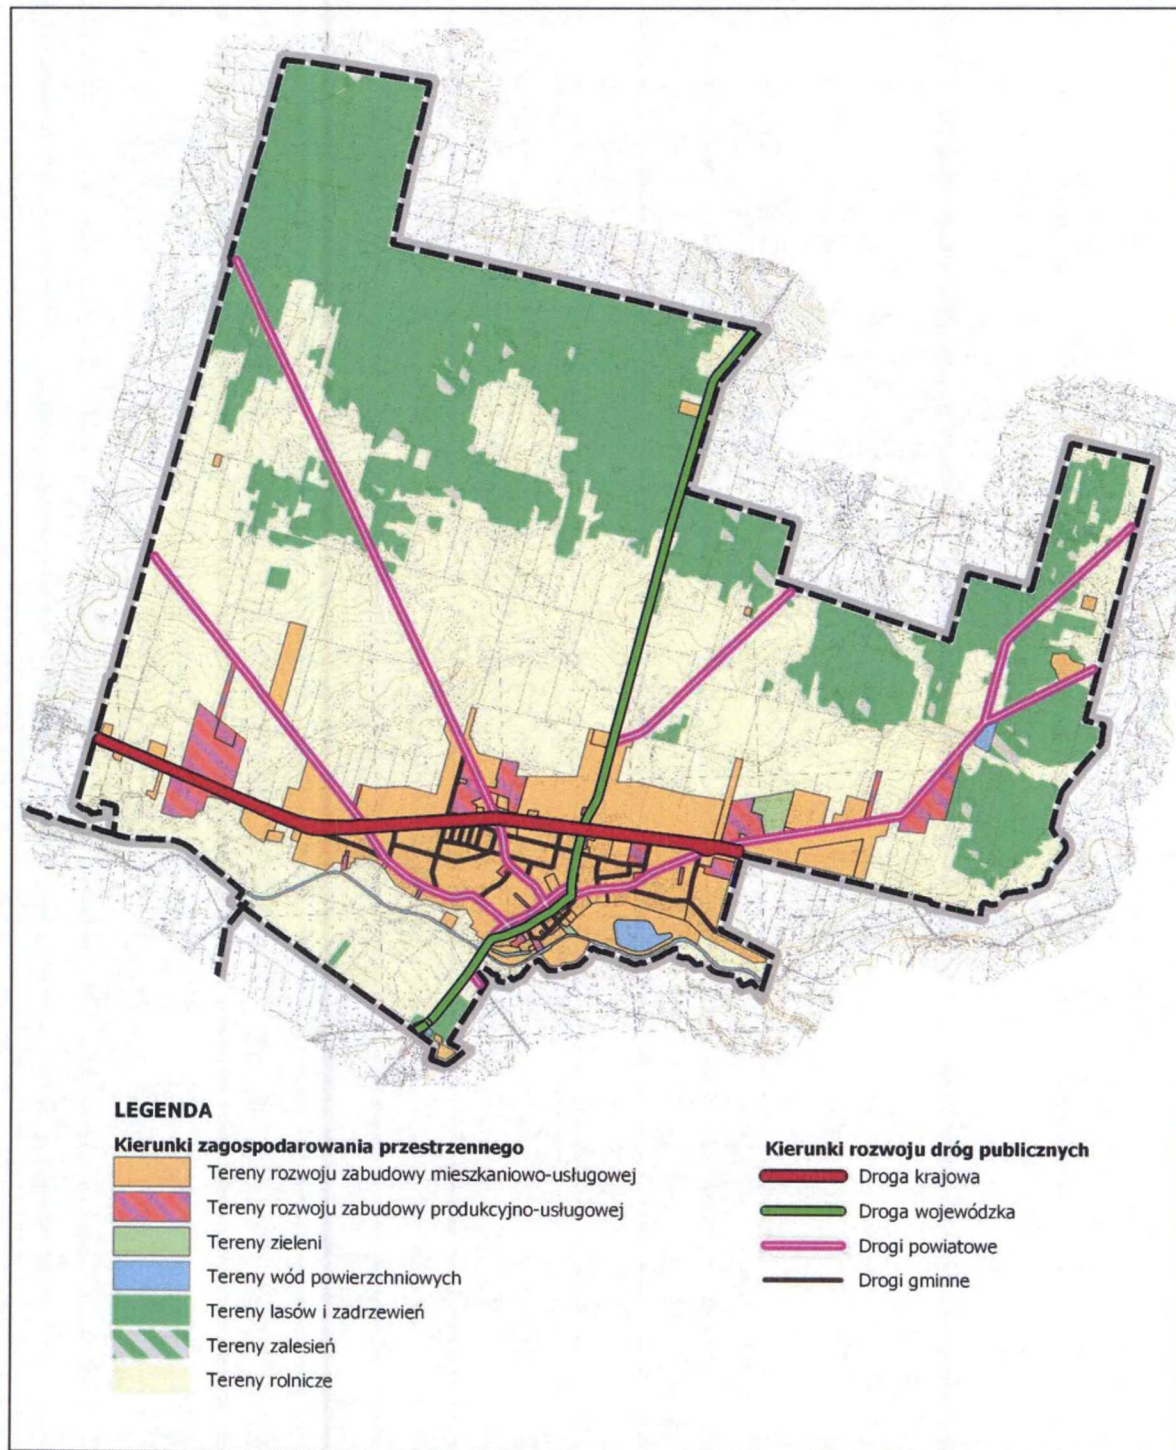 LEGENDA
Kierunki zagospodarowania przestrzennego
Tereny rozwoju zabudowy mieszkaniowo-usługowej
Tereny rozwoju zabudowy produkcyjno-usługowej
Tereny zieleni
Tereny wód powierzchniowych
Tereny lasów i zadrzewień
Tereny zalesień
Tereny rolnicze
Kierunki rozwoju dróg publicznych
Droga krajowa
Droga wojewódzka
Drogi powiatowe
Drogi gminne